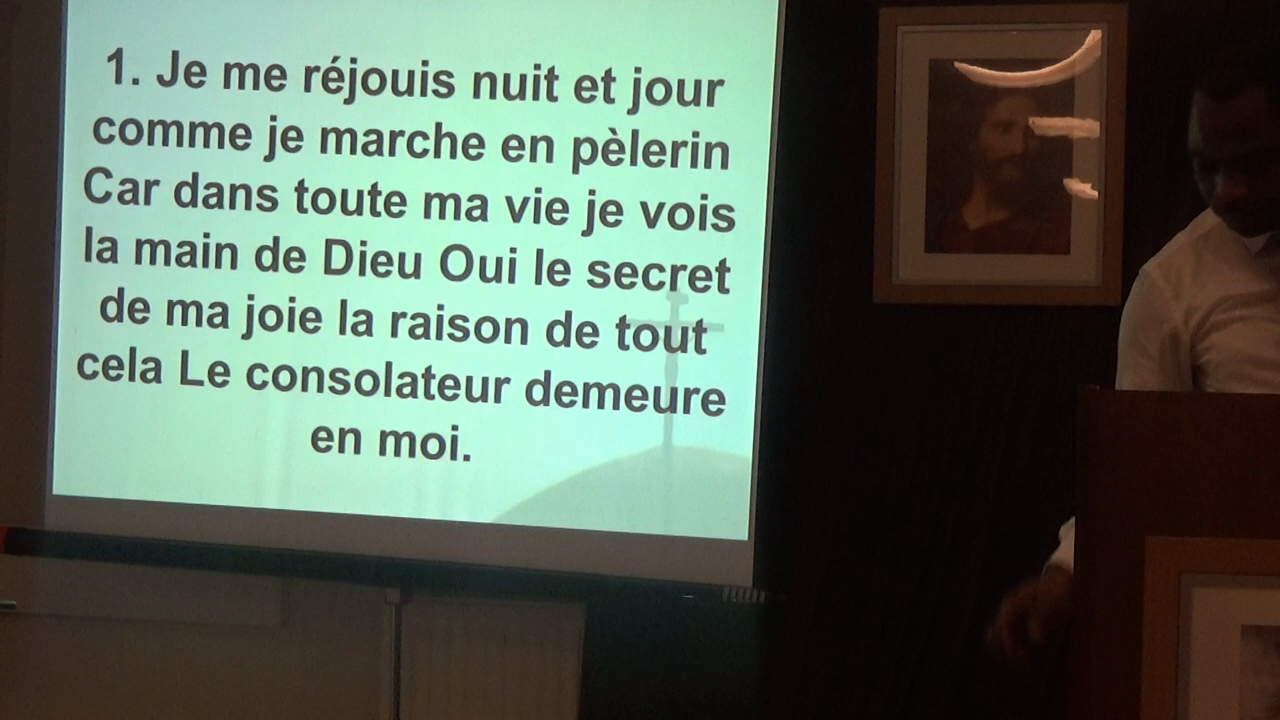 1. Je me réjouis nuit et jour
comme je marche en pèlerin
Car dans toute ma vie je vois
la main de Dieu Oui le secret
de ma joie la raison de tout
cela Le consolateur demeure
en moi.